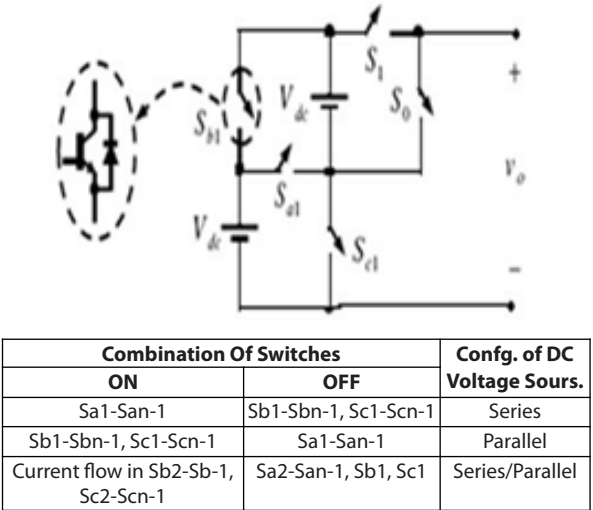 S1
+
Vdc
S0
Sb1
vo
Sa1
Vdc
Sc1
−
Combination Of Switches
Confg. of DC Voltage Sours.
ON
OFF
Sa1-San-1
Sb1-Sbn-1, Sc1-Scn-1
Series
Sb1-Sbn-1, Sc1-Scn-1
Sa1-San-1
Parallel
Current flow in Sb2-Sb-1,
Sc2-Scn-1
Sa2-San-1, Sb1, Sc1
Series/Parallel